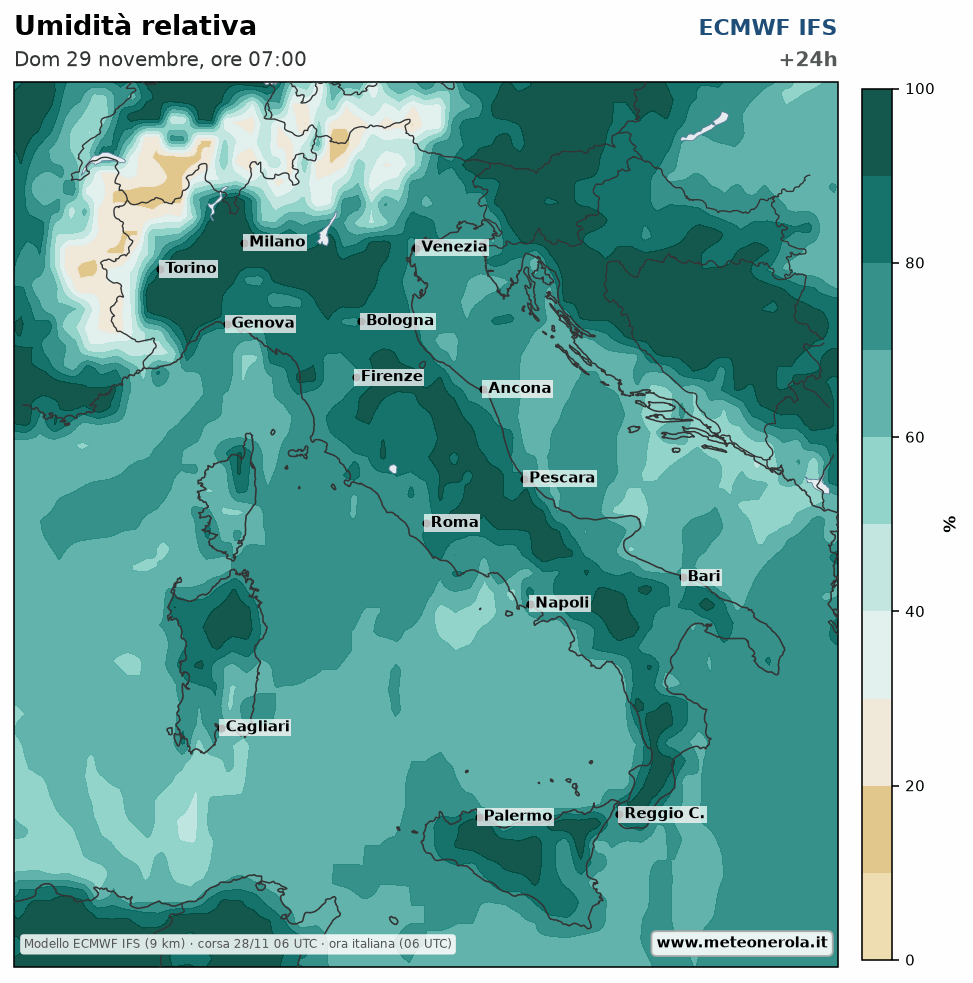 Umidità relativa
ECMWF IFS
Dom 29 novembre, ore 07:00
+24h
100
80
60
40
20
0
%
Milano
Venezia
Torino
Genova
Bologna
Firenze
Ancona
Pescara
Roma
Bari
Napoli
Cagliari
Palermo
Reggio C.
Modello ECMWF IFS (9 km) · corsa 28/11 06 UTC · ora italiana (06 UTC)
www.meteonerola.it